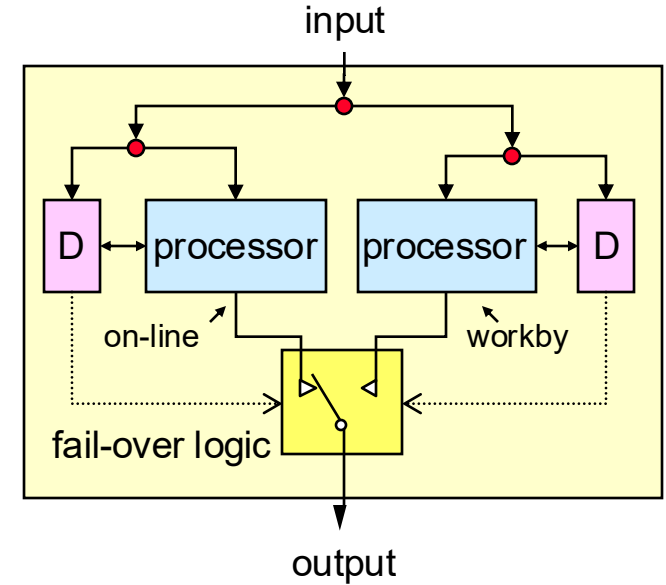 input
D
processor
processor
D
on-line
workby
fail-over logic
output